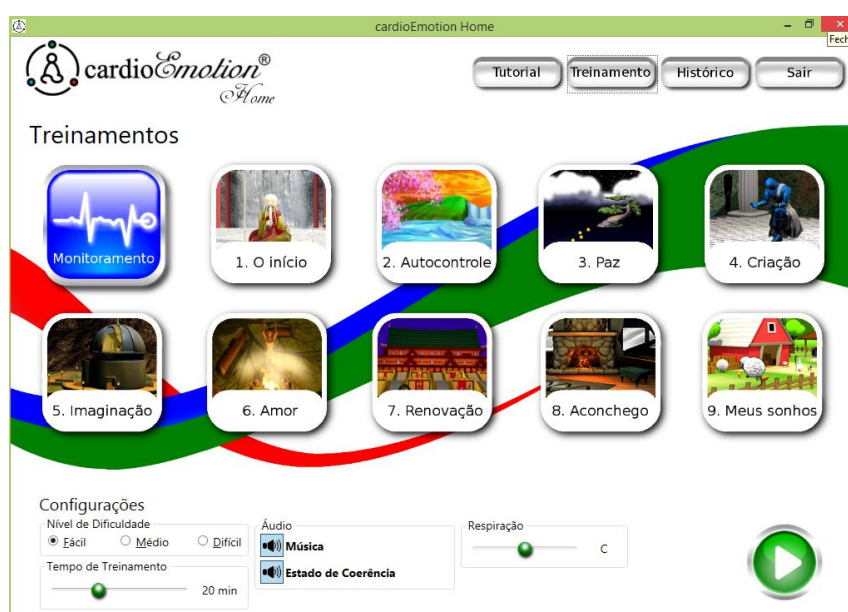 cardioEmotion Home
Fech
cardioEmotion®
Home
Tutorial
Treinamento
Histórico
Sair
Treinamentos
Monitoramento
1. O início
2. Autocontrole
3. Paz
4. Criação
5. Imaginação
6. Amor
7. Renovação
8. Aconchego
9. Meus sonhos
Configurações
Nível de Dificuldade
Fácil
Médio
Difícil
Tempo de Treinamento
20 min
Áudio
Música
Estado de Coerência
Respiração
C